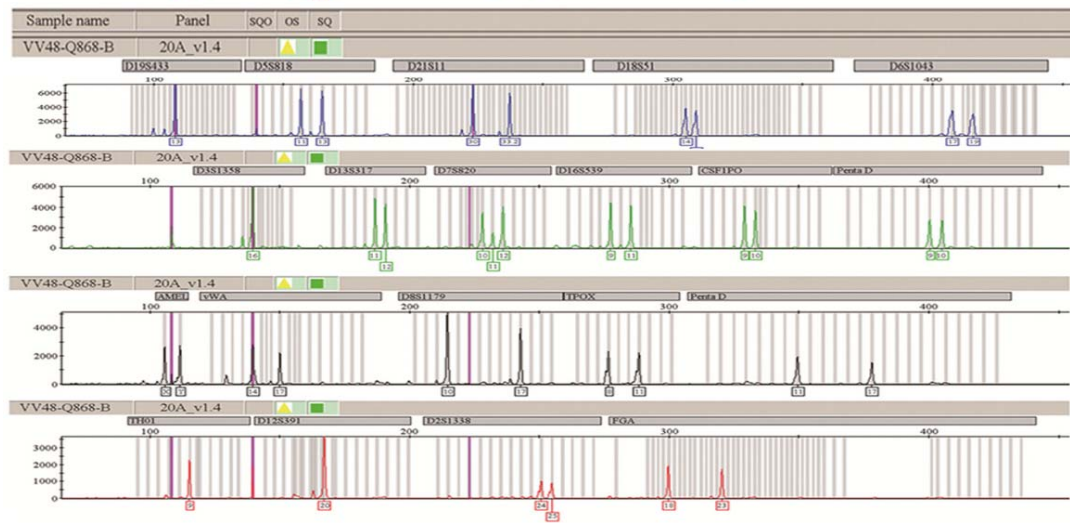 Sample name Panel SQO OS SQ
VV48-Q868-B 20A_v1.4
D19S433 D5S818 D21S11 D18S51 D6S1043
100 200 300 400
6000
4000
2000
0
13 11 13 30 33.2 14 17 19
VV48-Q868-B 20A_v1.4
D3S1358 D13S317 D7S820 D16S539 CSF1PO Penta D
100 200 300 400
6000
4000
2000
0
16 11 10 12 9 11 9 10 9 10
12 11
VV48-Q868-B 20A_v1.4
AMEL vWA D8S1179 TPOX Penta D
100 200 300 400
4000
2000
0
14 17 10 17 8 11 11 17
VV48-Q868-B 20A_v1.4
TH01 D12S391 D2S1338 FGA
100 200 300 400
3000
2000
1000
0
9 20 24 18 23
25